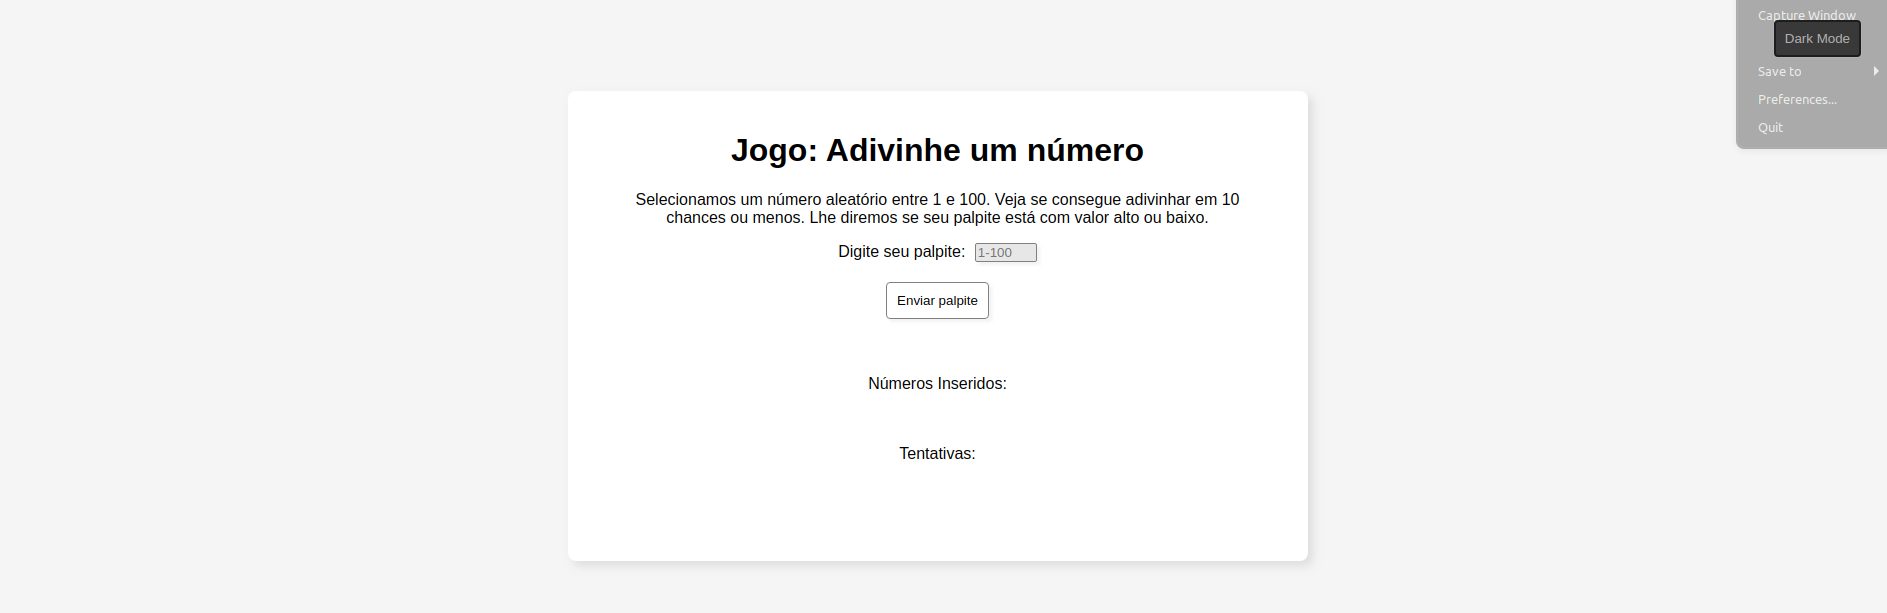 Capture Window
Dark Mode
Save to
Preferences...
Quit
Jogo: Adivinhe um número
Selecionamos um número aleatório entre 1 e 100. Veja se consegue adivinhar em 10
chances ou menos. Lhe diremos se seu palpite está com valor alto ou baixo.
Digite seu palpite: 1-100
Enviar palpite
Números Inseridos:
Tentativas: